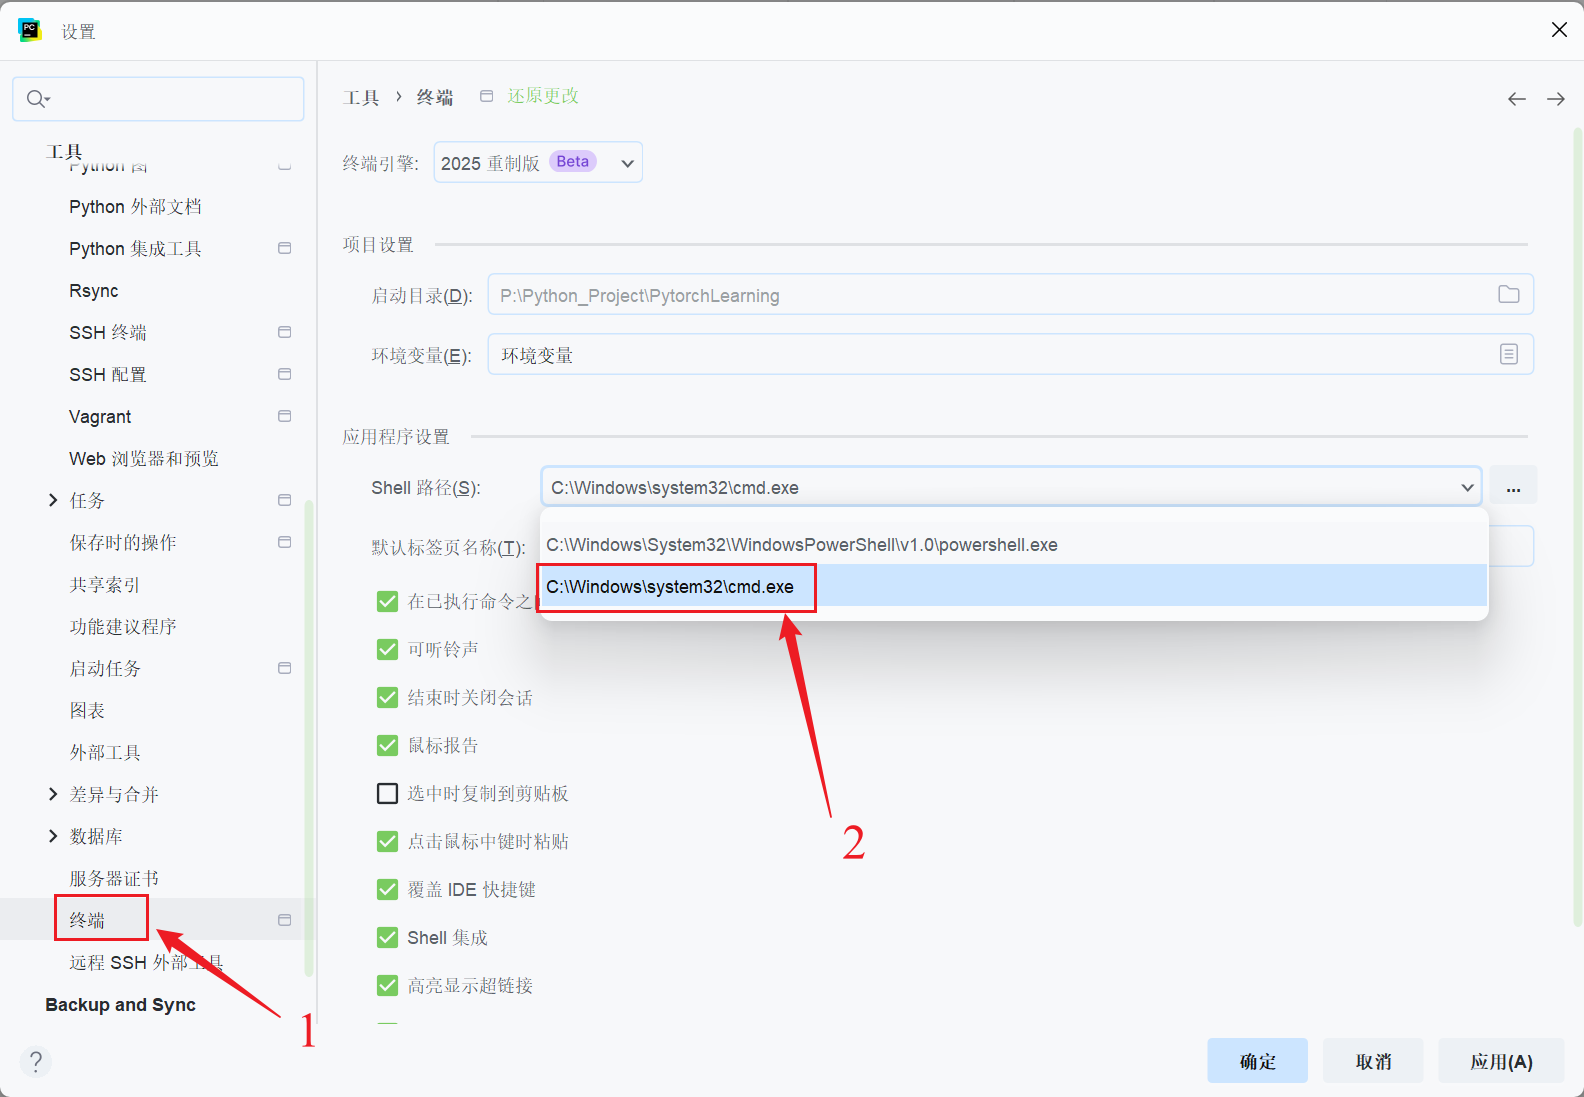 设置
工具
Python 图
Python 外部文档
Python 集成工具
Rsync
SSH 终端
SSH 配置
Vagrant
Web 浏览器和预览
任务
保存时的操作
共享索引
功能建议程序
启动任务
图表
外部工具
差异与合并
数据库
服务器证书
终端
远程 SSH 外部工具
Backup and Sync
1
?
工具 › 终端 还原更改
终端引擎: 2025 重制版 Beta
项目设置
启动目录(D): P:\Python_Project\PytorchLearning
环境变量(E): 环境变量
应用程序设置
Shell 路径(S): C:\Windows\system32\cmd.exe ...
默认标签页名称(T): C:\Windows\System32\WindowsPowerShell\v1.0\powershell.exe
C:\Windows\system32\cmd.exe
在已执行命令之
可听铃声
结束时关闭会话
鼠标报告
选中时复制到剪贴板
2
点击鼠标中键时粘贴
覆盖 IDE 快捷键
Shell 集成
高亮显示超链接
确定 取消 应用(A)